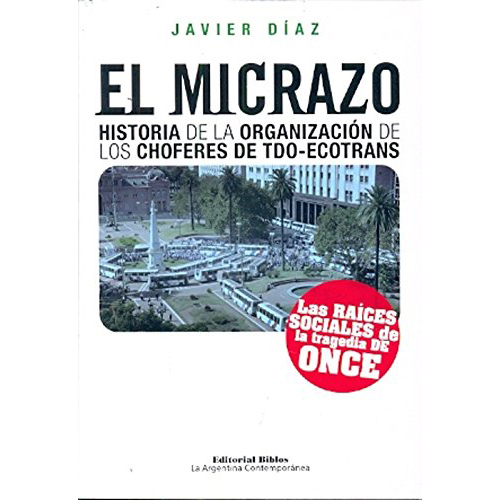 JAVIER DÍAZ
EL MICRAZO
HISTORIA DE LA ORGANIZACIÓN DE
LOS CHOFERES DE TDO-ECOTRANS
Las RAÍCES
SOCIALES de
la tragedia DE
ONCE
Editorial Biblos
La Argentina Contemporánea